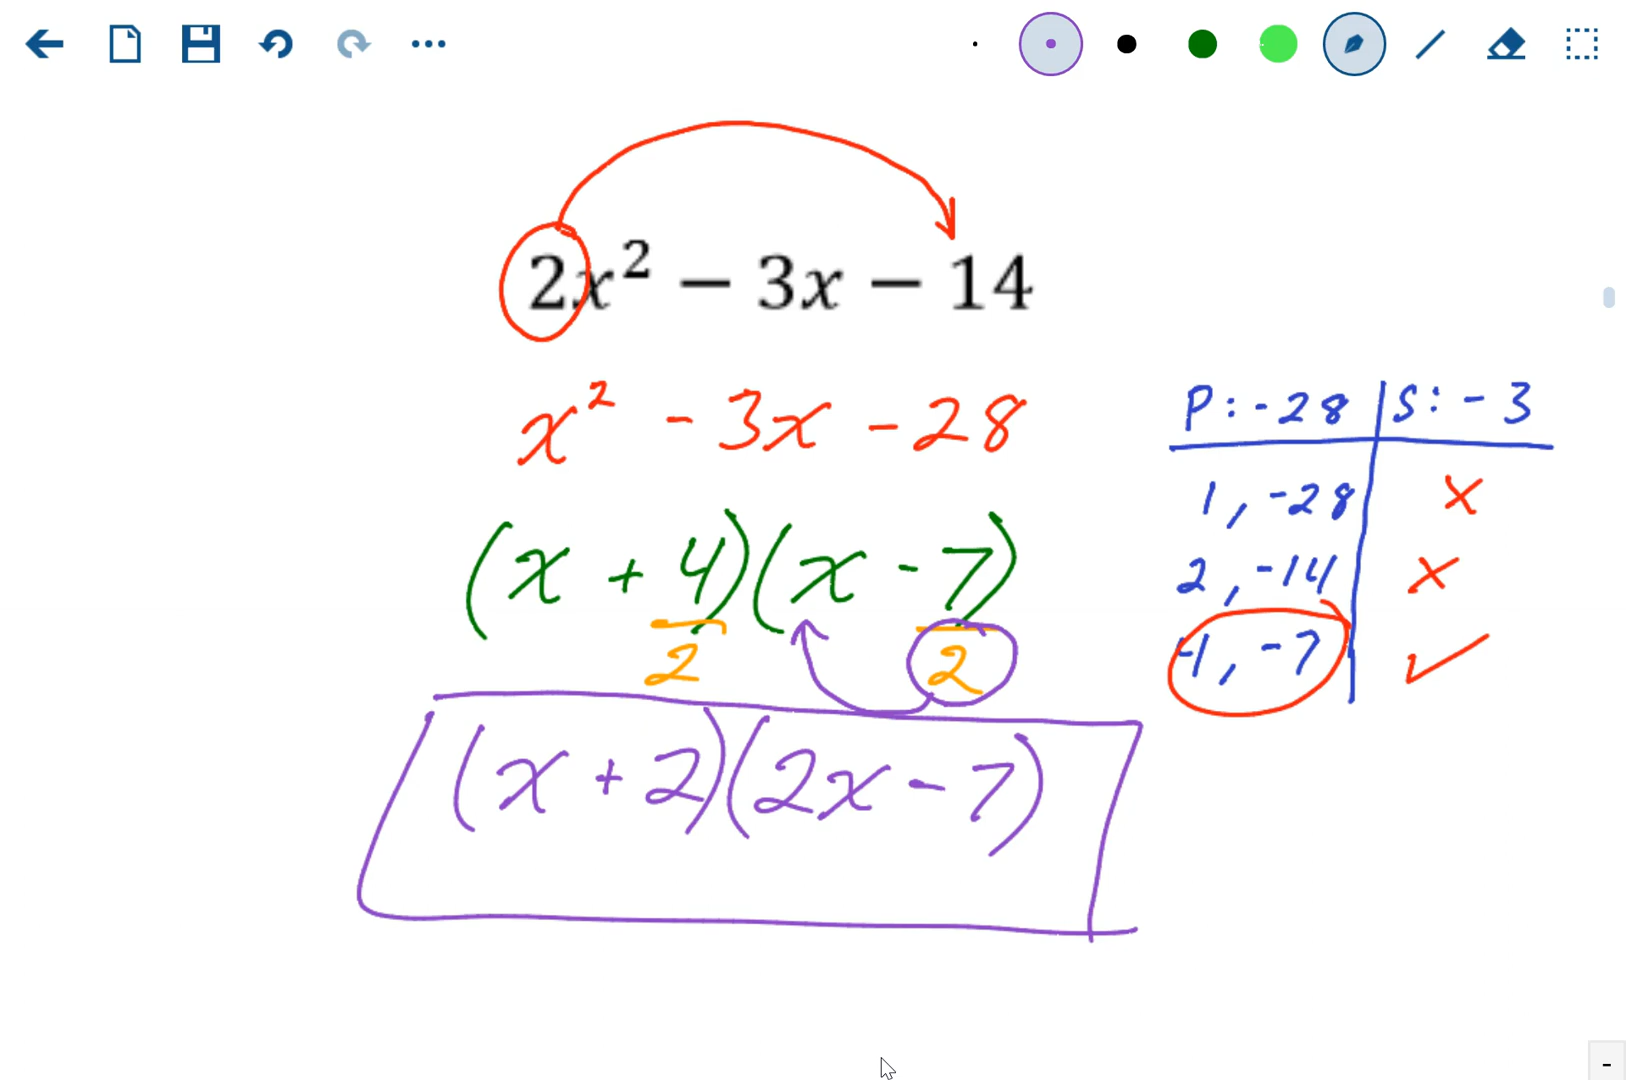 2x² − 3x − 14
x² - 3x - 28
P: -28 | S: -3
1, -28 ×
(x + 4)(x - 7)
2, -14 ×
2 2
4, -7 ✓
(x + 2)(2x - 7)